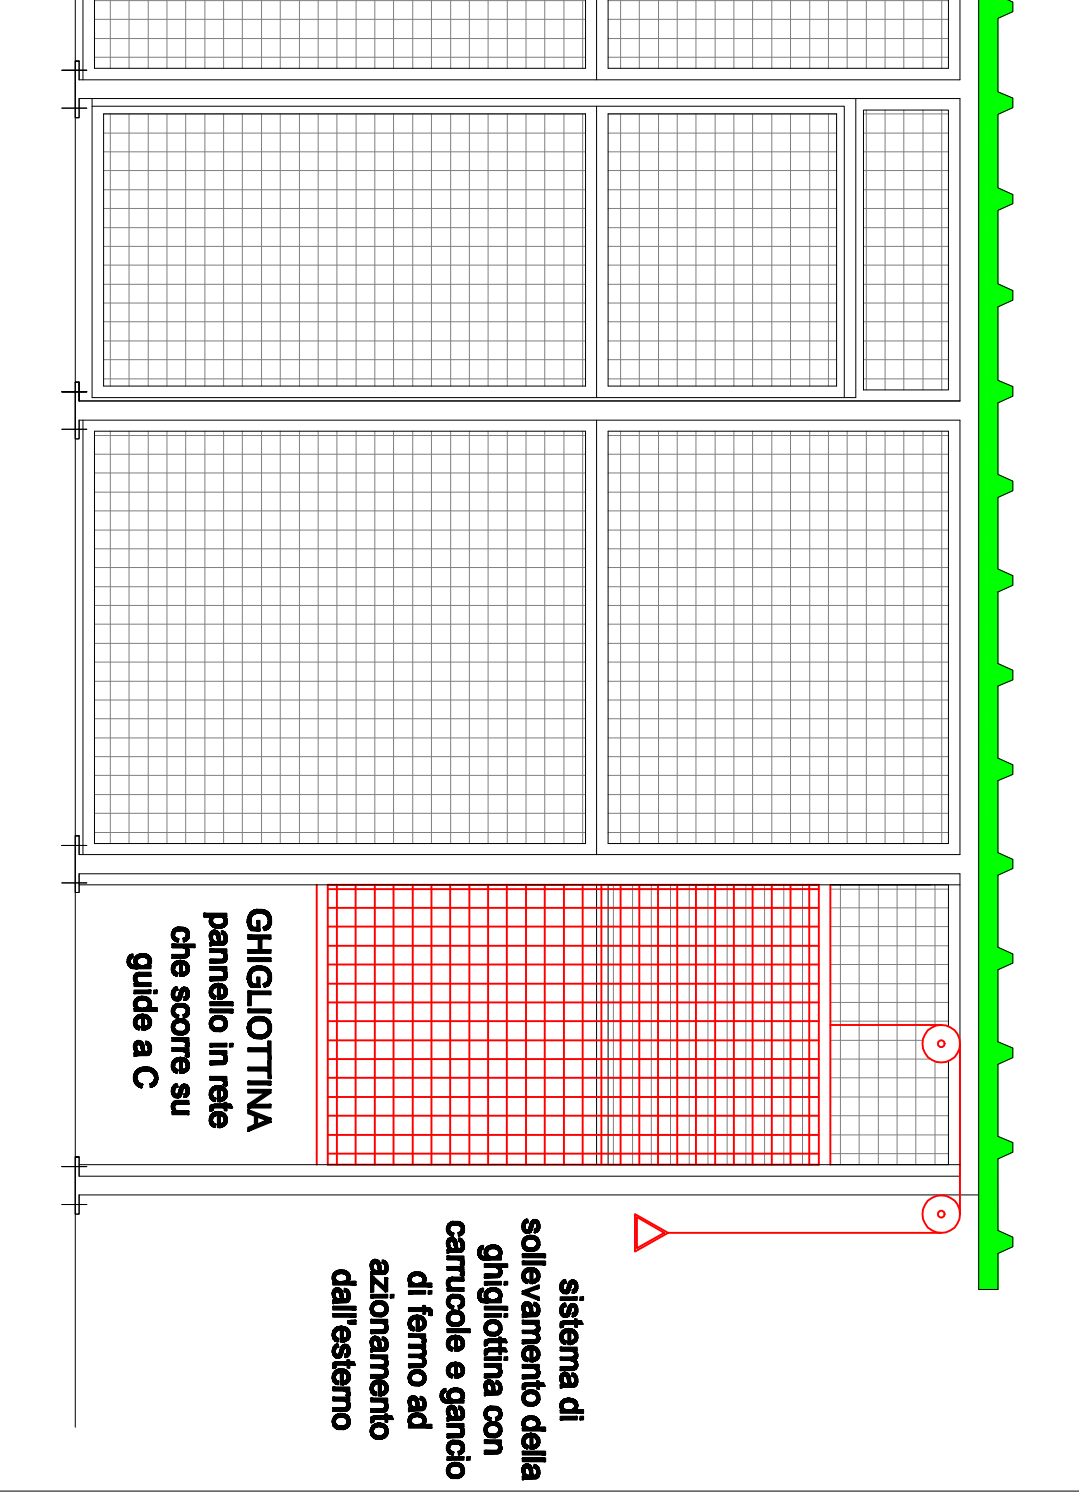 GHIGLIOTTINA
pannello in rete
che scorre su
guide a C
sistema di
sollevamento della
ghigliottina con
carrucole e gancio
di fermo ad
azionamento
dall'esterno